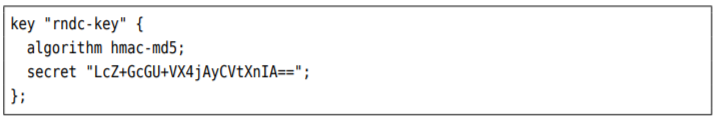 key "rndc-key" {
  algorithm hmac-md5;
  secret "LcZ+GcGU+VX4jAyCVtXnIA==";
};